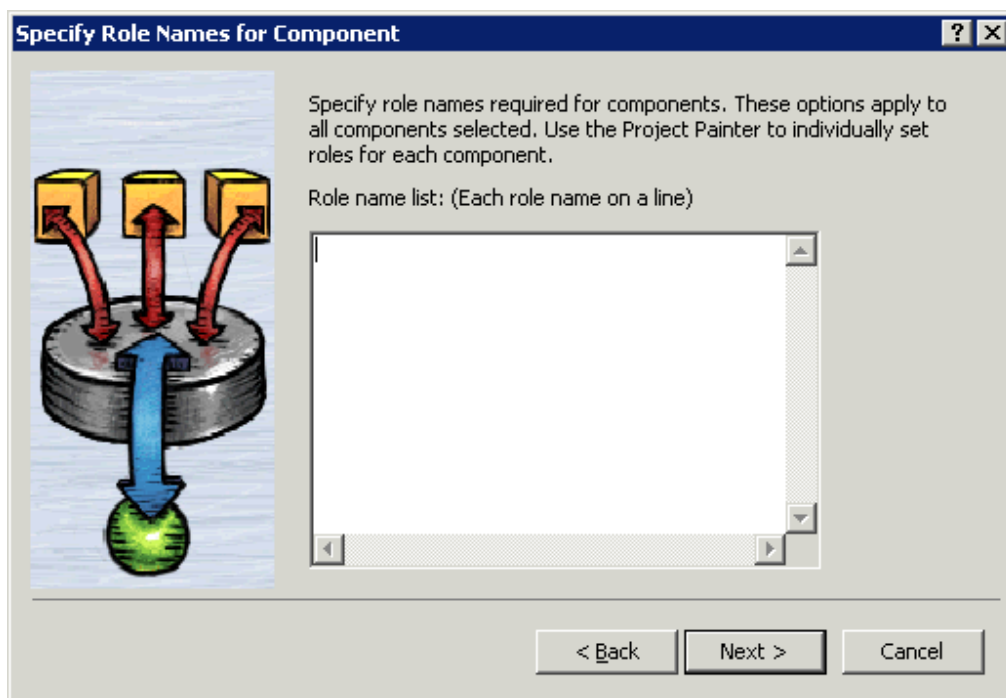 Specify Role Names for Component
Specify role names required for components. These options apply to
all components selected. Use the Project Painter to individually set
roles for each component.
Role name list: (Each role name on a line)
< Back
Next >
Cancel